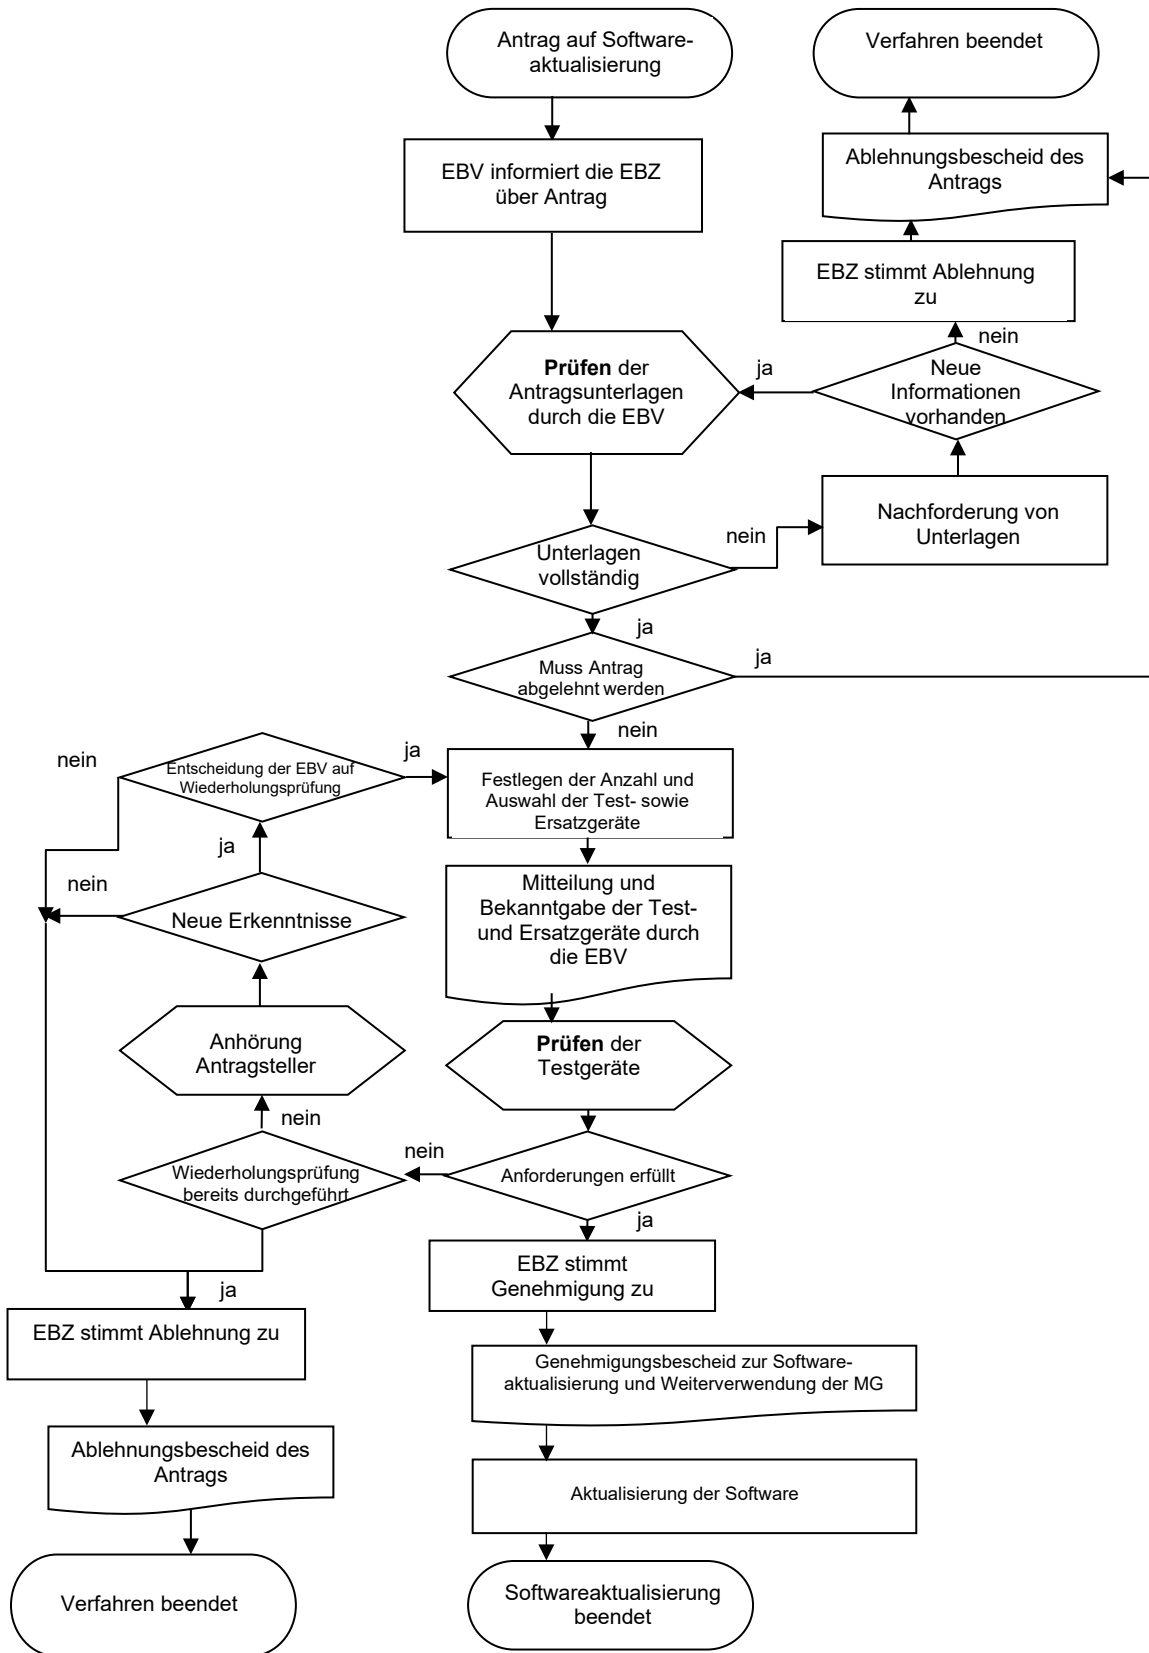 Antrag auf Software-
aktualisierung
Verfahren beendet
EBV informiert die EBZ
über Antrag
Ablehnungsbescheid des
Antrags
EBZ stimmt Ablehnung
zu
nein
Prüfen der
Antragsunterlagen
durch die EBV
ja
Neue
Informationen
vorhanden
Nachforderung von
Unterlagen
nein
Unterlagen
vollständig
ja
Muss Antrag
abgelehnt werden
ja
nein
nein
Entscheidung der EBV auf
Wiederholungsprüfung
ja
Festlegen der Anzahl und
Auswahl der Test- sowie
Ersatzgeräte
ja
nein
Neue Erkenntnisse
Mitteilung und
Bekanntgabe der Test-
und Ersatzgeräte durch
die EBV
Anhörung
Antragsteller
Prüfen der
Testgeräte
nein
nein
Wiederholungsprüfung
bereits durchgeführt
Anforderungen erfüllt
ja
EBZ stimmt
Genehmigung zu
ja
EBZ stimmt Ablehnung zu
Genehmigungsbescheid zur Software-
aktualisierung und Weiterverwendung der MG
Ablehnungsbescheid des
Antrags
Aktualisierung der Software
Verfahren beendet
Softwareaktualisierung
beendet